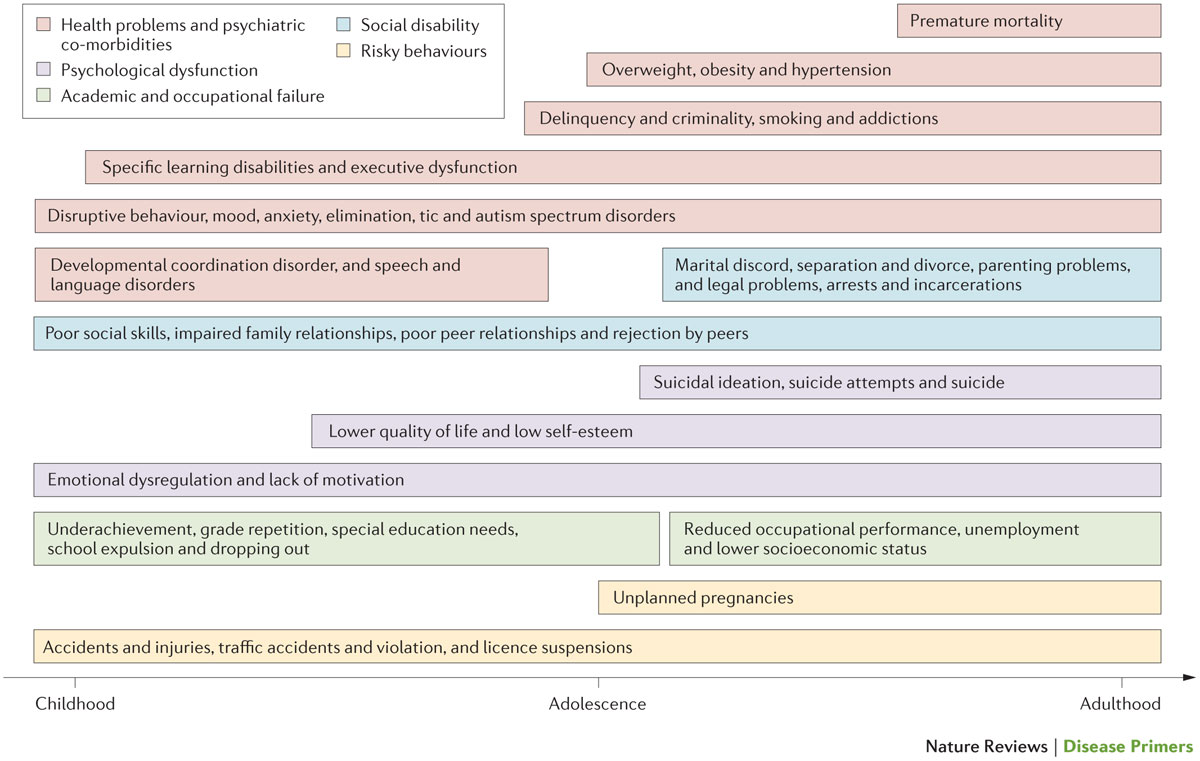 Health problems and psychiatric
co-morbidities
Psychological dysfunction
Academic and occupational failure
Social disability
Risky behaviours
Premature mortality
Overweight, obesity and hypertension
Delinquency and criminality, smoking and addictions
Specific learning disabilities and executive dysfunction
Disruptive behaviour, mood, anxiety, elimination, tic and autism spectrum disorders
Developmental coordination disorder, and speech and
language disorders
Marital discord, separation and divorce, parenting problems,
and legal problems, arrests and incarcerations
Poor social skills, impaired family relationships, poor peer relationships and rejection by peers
Suicidal ideation, suicide attempts and suicide
Lower quality of life and low self-esteem
Emotional dysregulation and lack of motivation
Underachievement, grade repetition, special education needs,
school expulsion and dropping out
Reduced occupational performance, unemployment
and lower socioeconomic status
Unplanned pregnancies
Accidents and injuries, traffic accidents and violation, and licence suspensions
Childhood
Adolescence
Adulthood
Nature Reviews | Disease Primers